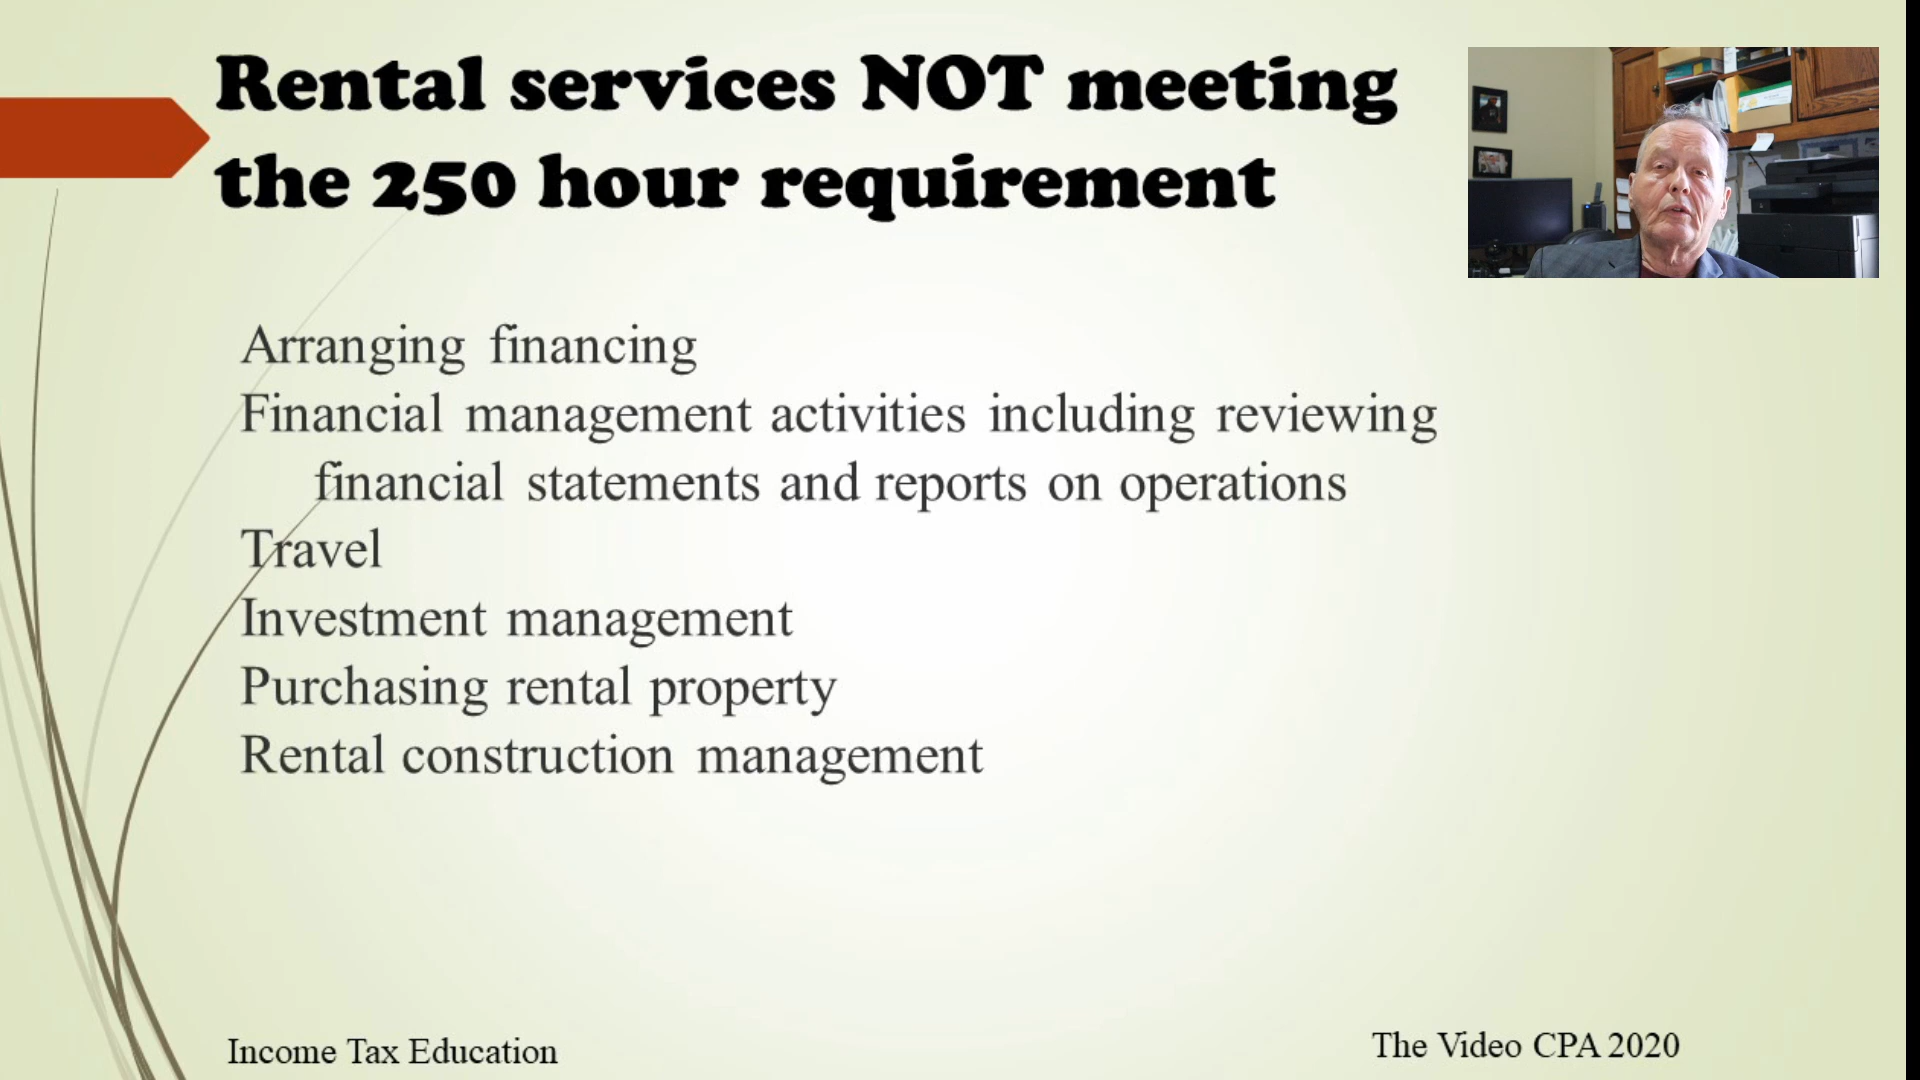 Rental services NOT meeting
the 250 hour requirement
Arranging financing
Financial management activities including reviewing
financial statements and reports on operations
Travel
Investment management
Purchasing rental property
Rental construction management
Income Tax Education
The Video CPA 2020